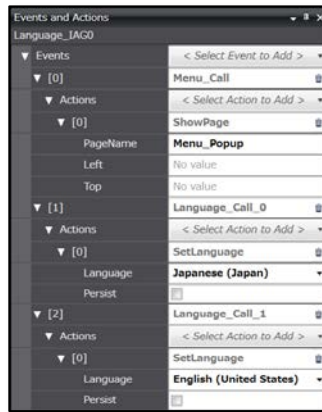 Events and Actions
Language_IAG0
Events < Select Event to Add >
[0] Menu_Call
Actions < Select Action to Add >
[0] ShowPage
PageName Menu_Popup
Left No value
Top No value
[1] Language_Call_0
Actions < Select Action to Add >
[0] SetLanguage
Language Japanese (Japan)
Persist
[2] Language_Call_1
Actions < Select Action to Add >
[0] SetLanguage
Language English (United States)
Persist